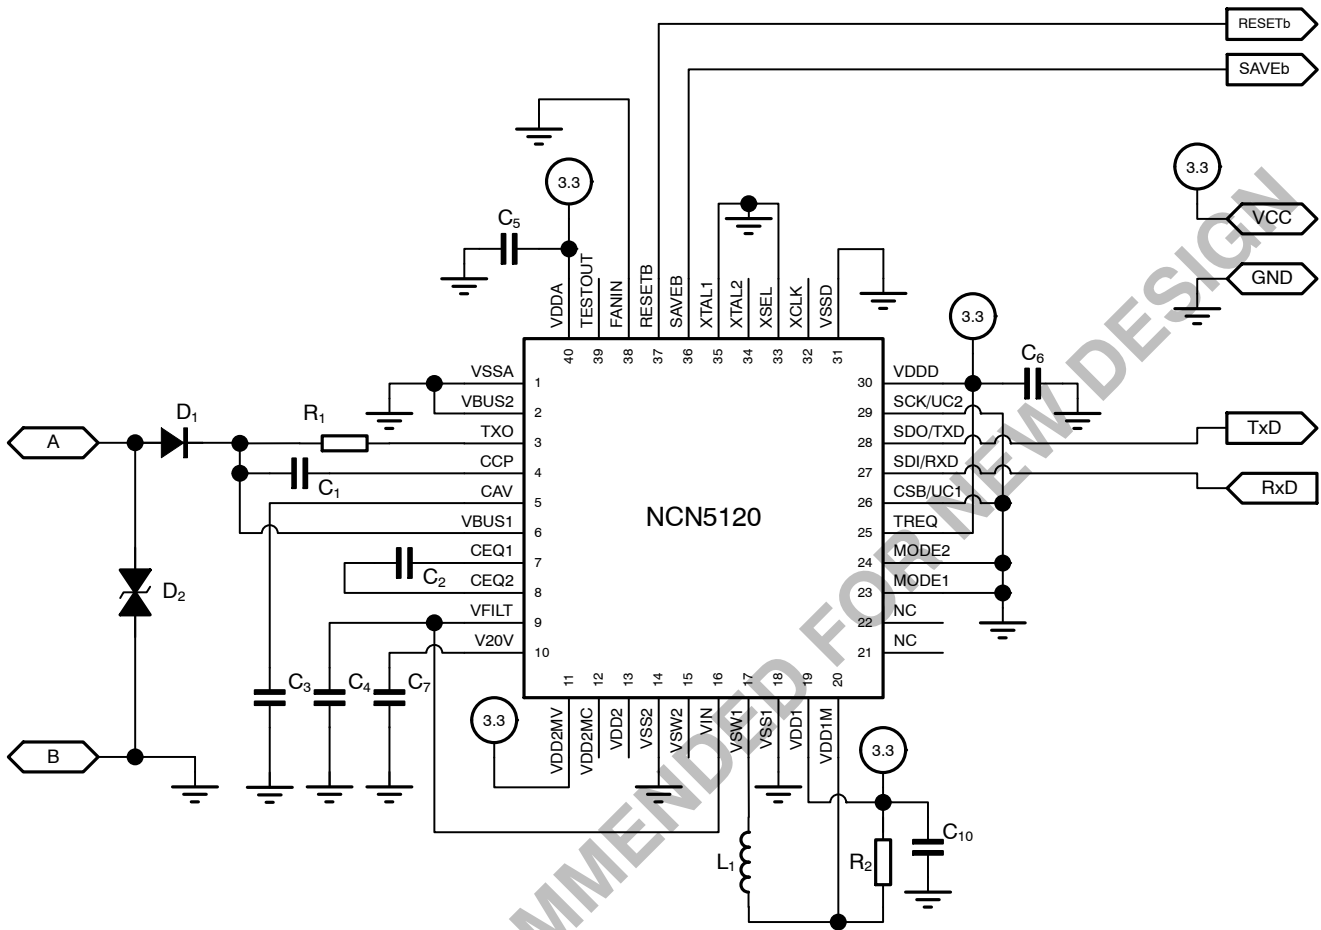 RESETb
SAVEb
3.3
3.3
VCC
GND
C5
VDDA
TESTOUT
FANIN
RESETB
SAVEB
XTAL1
XTAL2
XSEL
XCLK
VSSD
40
39
38
37
36
35
34
33
32
31
3.3
C6
VSSA
1
VBUS2
2
TXO
3
CCP
4
CAV
5
VBUS1
6
CEQ1
7
CEQ2
8
VFILT
9
V20V
10
NCN5120
30
VDDD
29
SCK/UC2
28
SDO/TXD
27
SDI/RXD
26
CSB/UC1
25
TREQ
24
MODE2
23
MODE1
22
NC
21
NC
TxD
RxD
A
D1
R1
C1
C2
D2
C3
C4
C7
B
11
12
13
14
15
16
17
18
19
20
3.3
VDD2MV
VDD2MC
VDD2
VSS2
VSW2
VIN
VSW1
VSS1
VDD1
VDD1M
3.3
L1
R2
C10
MMENDED FOR NEW DESIGN